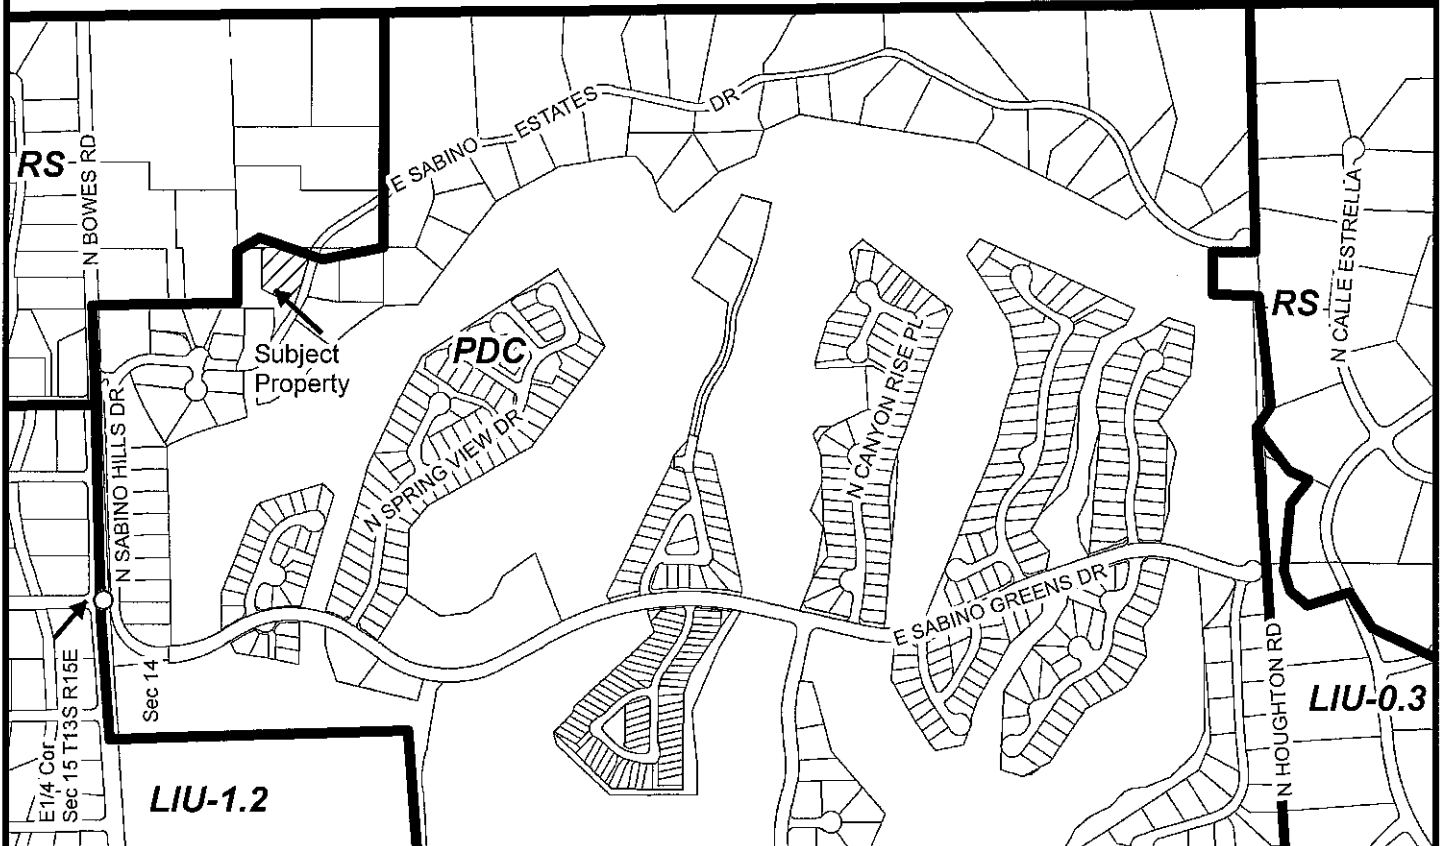 RS
N BOWES RD
E SABINO ESTATES DR
N CALLE ESTRELLA
RS
Subject
Property
PDC
N CANYON RISE PL
N SPRING VIEW DR
N SABINO HILLS DR
E SABINO GREENS DR
Sec 14
E1/4 Cor
Sec 15 T13S R15E
N HOUGHTON RD
LIU-0.3
LIU-1.2